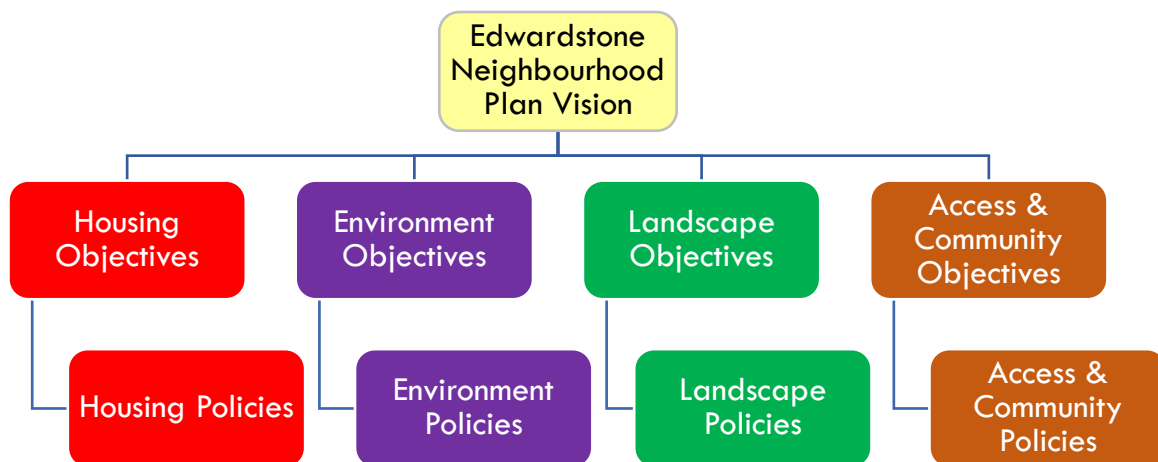 Edwardstone
Neighbourhood
Plan Vision
Housing
Objectives
Environment
Objectives
Landscape
Objectives
Access &
Community
Objectives
Housing Policies
Environment
Policies
Landscape
Policies
Access &
Community
Policies